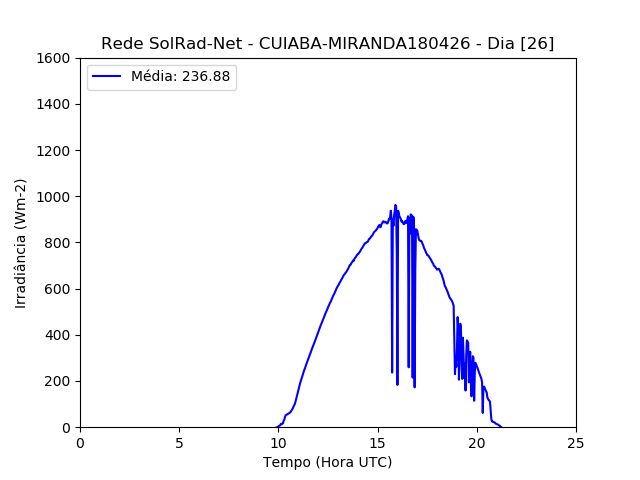 Rede SolRad-Net - CUIABA-MIRANDA180426 - Dia [26]
Média: 236.88
1600
1400
1200
1000
800
600
400
200
0
Irradiância (Wm-2)
0 5 10 15 20 25
Tempo (Hora UTC)